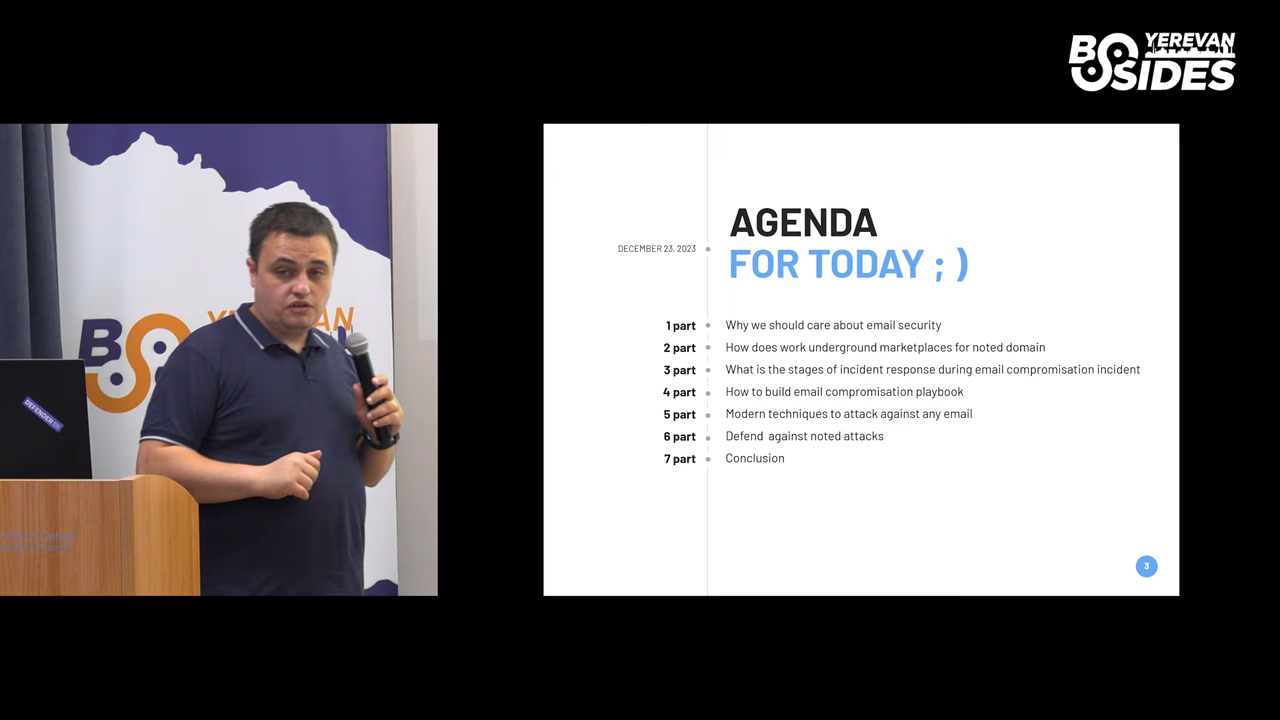 BSIDES YEREVAN
YEREVAN
B
DEFENDER
AGENDA
FOR TODAY ; )
DECEMBER 23, 2023
1 part Why we should care about email security
2 part How does work underground marketplaces for noted domain
3 part What is the stages of incident response during email compromisation incident
4 part How to build email compromisation playbook
5 part Modern techniques to attack against any email
6 part Defend against noted attacks
7 part Conclusion
3